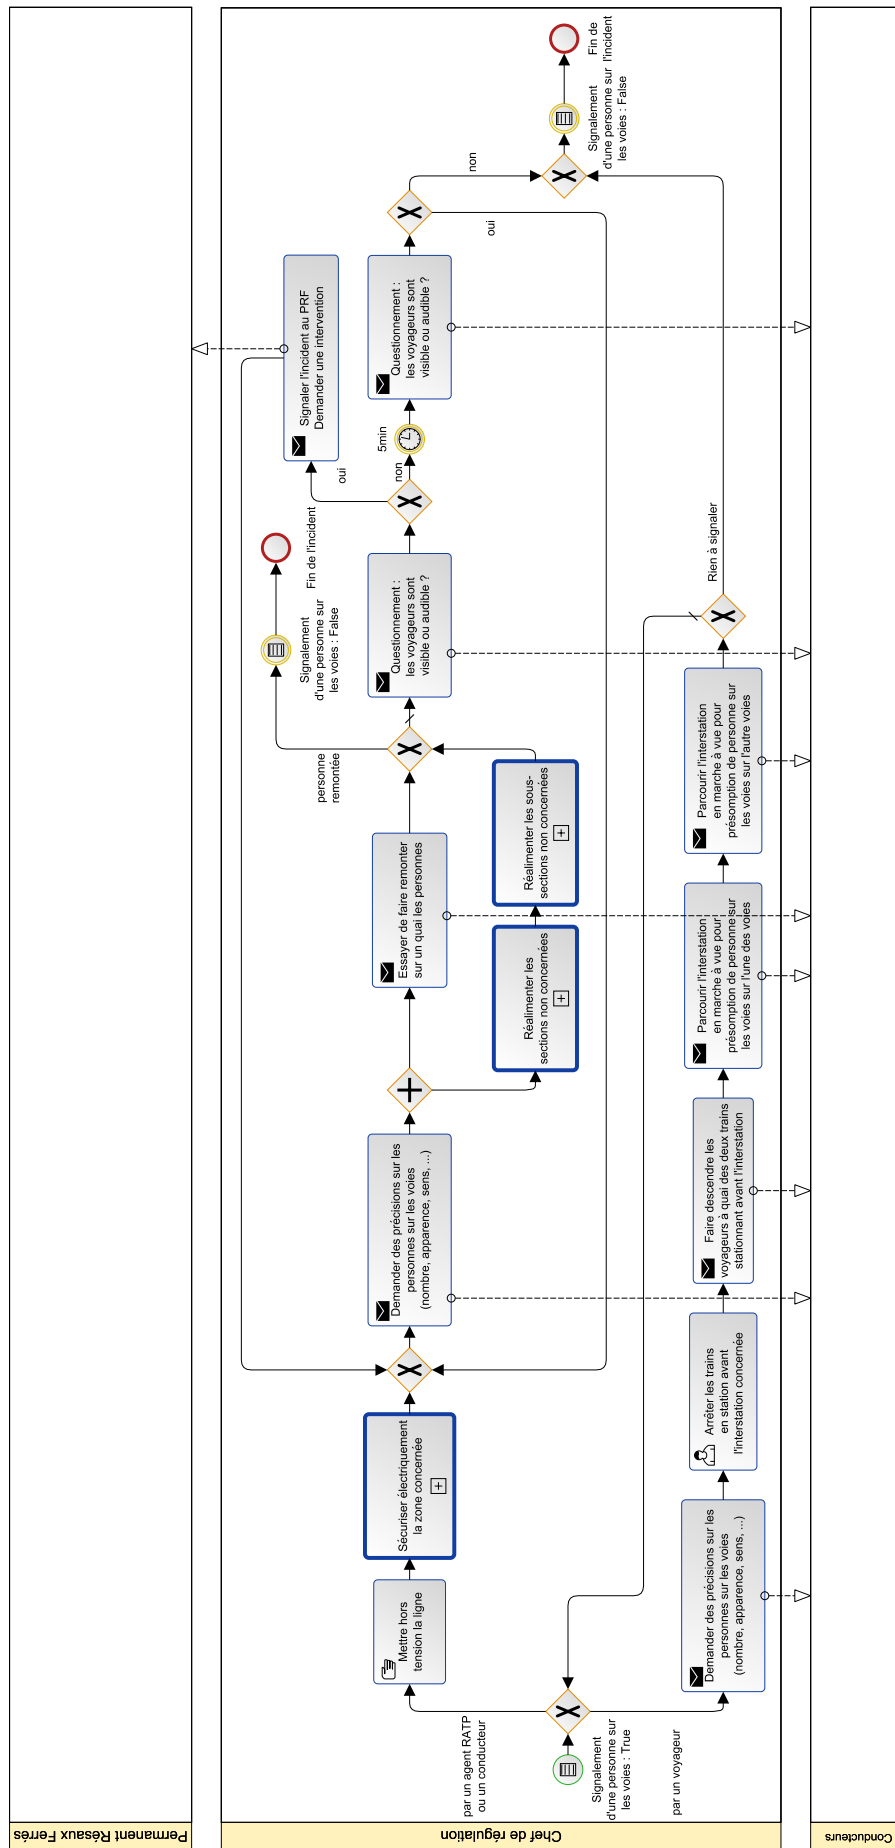 Permanent Résaux Ferrés
Chef de régulation
Conducteurs
Signalement
d'une personne sur
les voies : True
par un agent RATP
ou un conducteur
par un voyageur
Mettre hors
tension la ligne
Sécuriser électriquement
la zone concernée
Demander des précisions sur les
personnes sur les voies
(nombre, apparence, sens, ...)
Essayer de faire remonter
sur un quai les personnes
Réalimenter les
sections non concernées
Réalimenter les sous-
sections non concernées
personne
remontée
Signalement
d'une personne sur
les voies : False
Fin de l'incident
Questionnement :
les voyageurs sont
visible ou audible ?
oui
non
Signaler l'incident au PRF
Demander une intervention
5min
Questionnement :
les voyageurs sont
visible ou audible ?
non
oui
Signalement
d'une personne sur
les voies : False
Fin de
l'incident
Demander des précisions sur les
personnes sur les voies
(nombre, apparence, sens, ...)
Arrêter les trains
en station avant
l'interstation concernée
Faire descendre les
voyageurs à quai des deux trains
stationnant avant l'interstation
Parcourir l'interstation
en marche à vue pour
présomption de personne sur
les voies sur l'une des voies
Parcourir l'interstation
en marche à vue pour
présomption de personne sur
les voies sur l'autre voies
Rien à signaler